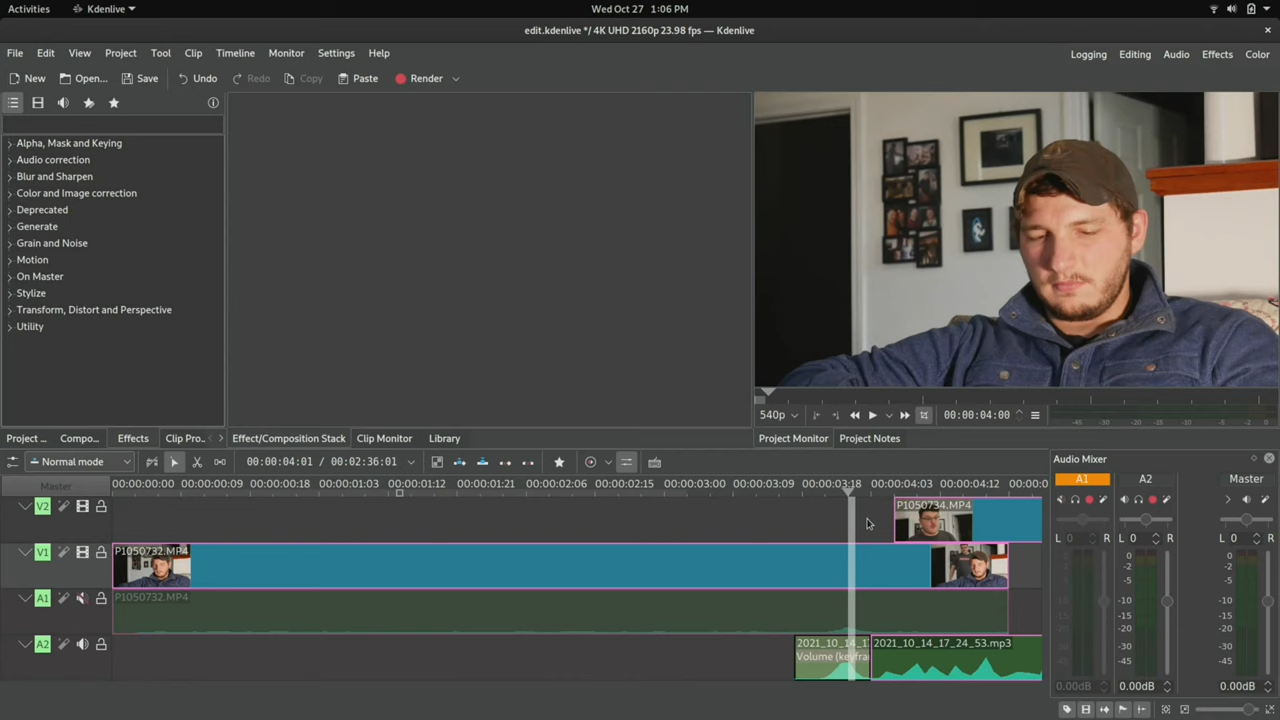 Activities Kdenlive Wed Oct 27 1:06 PM
edit.kdenlive */ 4K UHD 2160p 23.98 fps — Kdenlive
File Edit View Project Tool Clip Timeline Monitor Settings Help Logging Editing Audio Effects Color
New Open... Save Undo Redo Copy Paste Render
Alpha, Mask and Keying
Audio correction
Blur and Sharpen
Color and Image correction
Deprecated
Generate
Grain and Noise
Motion
On Master
Stylize
Transform, Distort and Perspective
Utility
540p 00:00:04:00 -45 -30 -20 -15 -10 -5 -2 0
Project ... Compo... Effects Clip Pro.. Effect/Composition Stack Clip Monitor Library Project Monitor Project Notes
Normal mode 00:00:04:01 / 00:02:36:01 Audio Mixer
Master 00:00:00:00 00:00:00:09 00:00:00:18 00:00:01:03 00:00:01:12 00:00:01:21 00:00:02:06 00:00:02:15 00:00:03:00 00:00:03:09 00:00:03:18 00:00:04:03 00:00:04:12 00:00:0 A1 A2 Master
V2 P1050734.MP4
L 0 R L 0 R L 0 R
V1 P1050732.MP4
0 0 0
-2 -2 -2
-5 -5 -5
-10 -10 -10
-15 -15 -15
-20 -20 -20
-30 -30 -30
-45 -45 -45
A1 P1050732.MP4
A2 2021_10_14_1 2021_10_14_17_24_53.mp3
Volume (keyfra
0.00dB 0.00dB 0.00dB